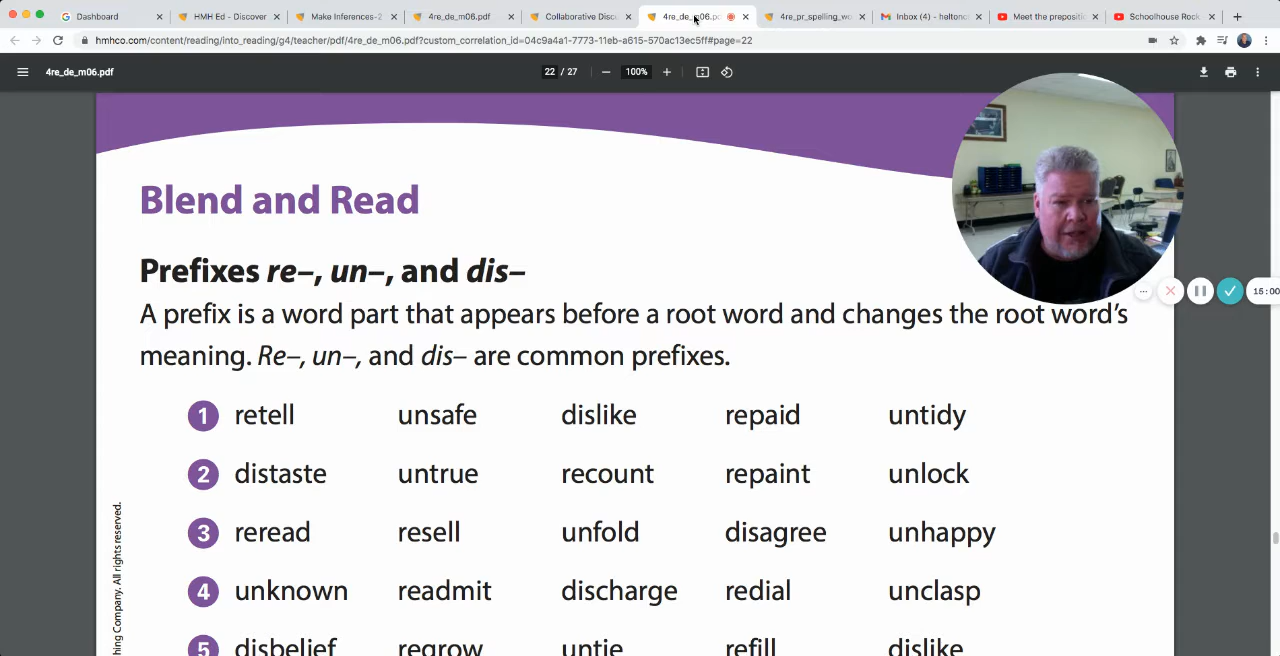 Dashboard
HMH Ed - Discover
Make Inferences-2
4re_de_m06.pdf
Collaborative Disc
4re_de_m06.p
4re_pr_spelling_wo
Inbox (4) - helton
Meet the prepositi
Schoolhouse Rock
hmhco.com/content/reading/into_reading/g4/teacher/pdf/4re_de_m06.pdf?custom_correlation_id=04c9a4a1-7773-11eb-a615-570ac13ec5ff#page=22
4re_de_m06.pdf
22 / 27
100%
Blend and Read
Prefixes re–, un–, and dis–
A prefix is a word part that appears before a root word and changes the root word's
meaning. Re–, un–, and dis– are common prefixes.
1 retell unsafe dislike repaid untidy
2 distaste untrue recount repaint unlock
3 reread resell unfold disagree unhappy
4 unknown readmit discharge redial unclasp
5 disbelief regrow untie refill dislike
hing Company. All rights reserved.
15:00